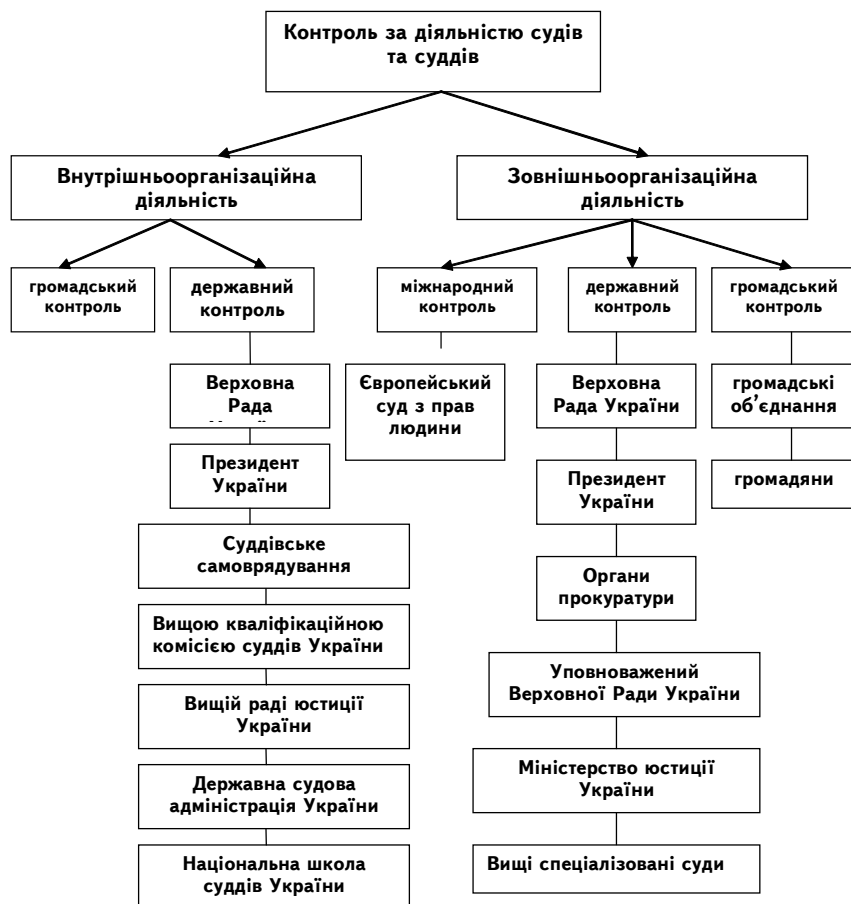 Контроль за діяльністю судів
та суддів
Внутрішньоорганізаційна
діяльність
Зовнішньоорганізаційна
діяльність
громадський
контроль
державний
контроль
міжнародний
контроль
державний
контроль
громадський
контроль
Верховна
Рада
Президент
України
Суддівське
самоврядування
Вищою кваліфікаційною
комісією суддів України
Вищій раді юстиції
України
Державна судова
адміністрація України
Національна школа
суддів України
Європейський
суд з прав
людини
Верховна
Рада України
Президент
України
Органи
прокуратури
Уповноважений
Верховної Ради України
Міністерство юстиції
України
Вищі спеціалізовані суди
громадські
об’єднання
громадяни